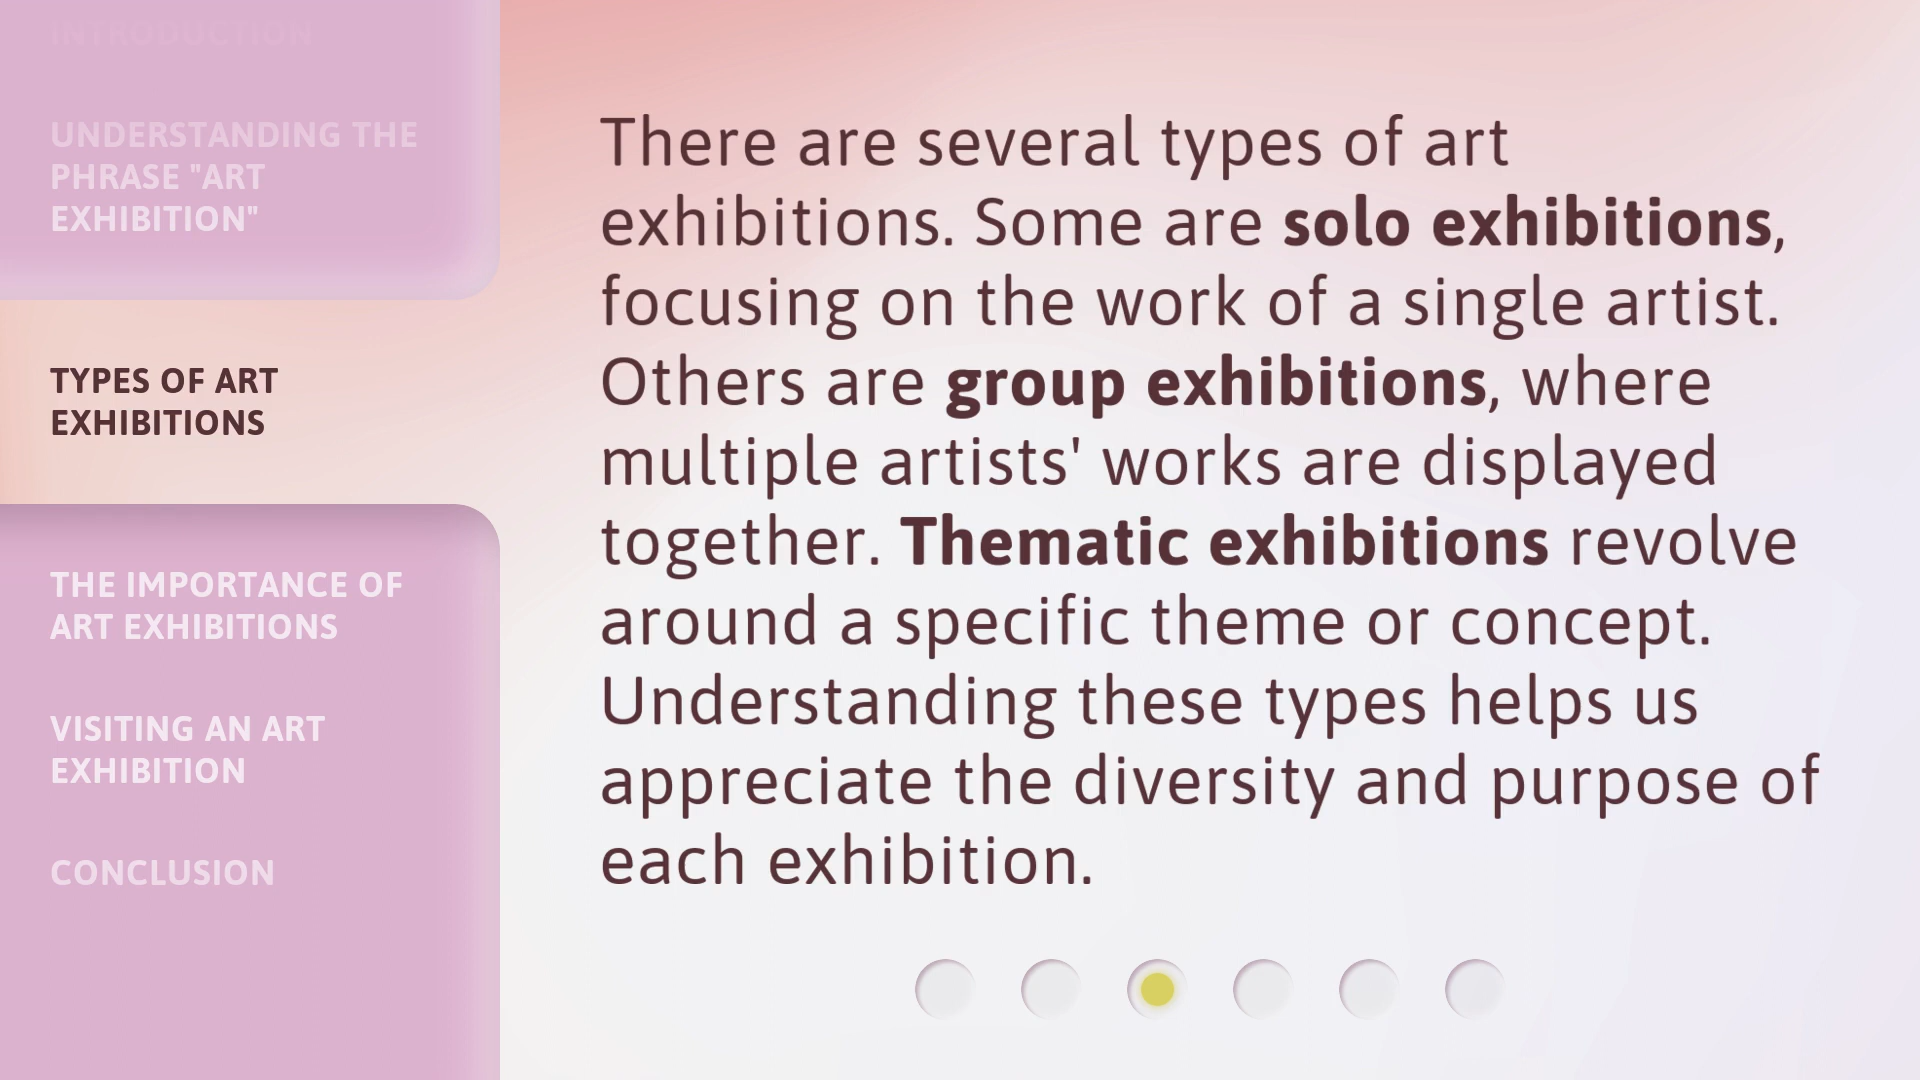 INTRODUCTION
UNDERSTANDING THE
PHRASE "ART
EXHIBITION"
TYPES OF ART
EXHIBITIONS
THE IMPORTANCE OF
ART EXHIBITIONS
VISITING AN ART
EXHIBITION
CONCLUSION
There are several types of art
exhibitions. Some are solo exhibitions,
focusing on the work of a single artist.
Others are group exhibitions, where
multiple artists' works are displayed
together. Thematic exhibitions revolve
around a specific theme or concept.
Understanding these types helps us
appreciate the diversity and purpose of
each exhibition.